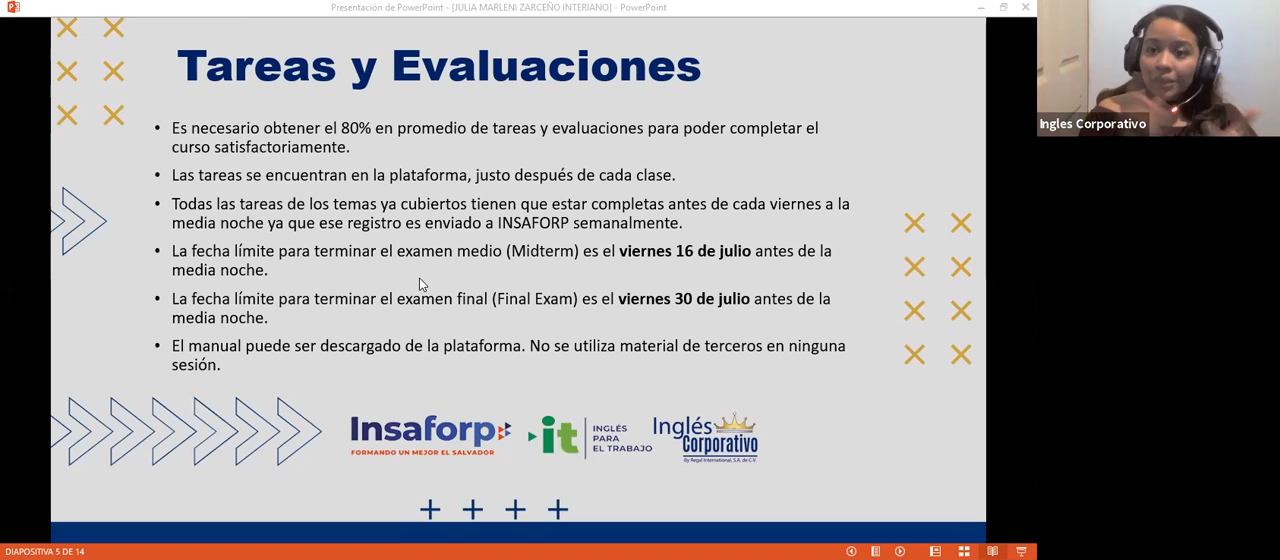 Presentación de PowerPoint - [JULIA MARLENI ZARCEÑO INTERIANO] - PowerPoint
Tareas y Evaluaciones
• Es necesario obtener el 80% en promedio de tareas y evaluaciones para poder completar el
curso satisfactoriamente.
• Las tareas se encuentran en la plataforma, justo después de cada clase.
• Todas las tareas de los temas ya cubiertos tienen que estar completas antes de cada viernes a la
media noche ya que ese registro es enviado a INSAFORP semanalmente.
• La fecha límite para terminar el examen medio (Midterm) es el viernes 16 de julio antes de la
media noche.
• La fecha límite para terminar el examen final (Final Exam) es el viernes 30 de julio antes de la
media noche.
• El manual puede ser descargado de la plataforma. No se utiliza material de terceros en ninguna
sesión.
Insaforp
FORMANDO UN MEJOR EL SALVADOR
it
INGLÉS
PARA
EL TRABAJO
Inglés
Corporativo
By Regal International, S.A. de C.V.
Ingles Corporativo
DIAPOSITIVA 5 DE 14